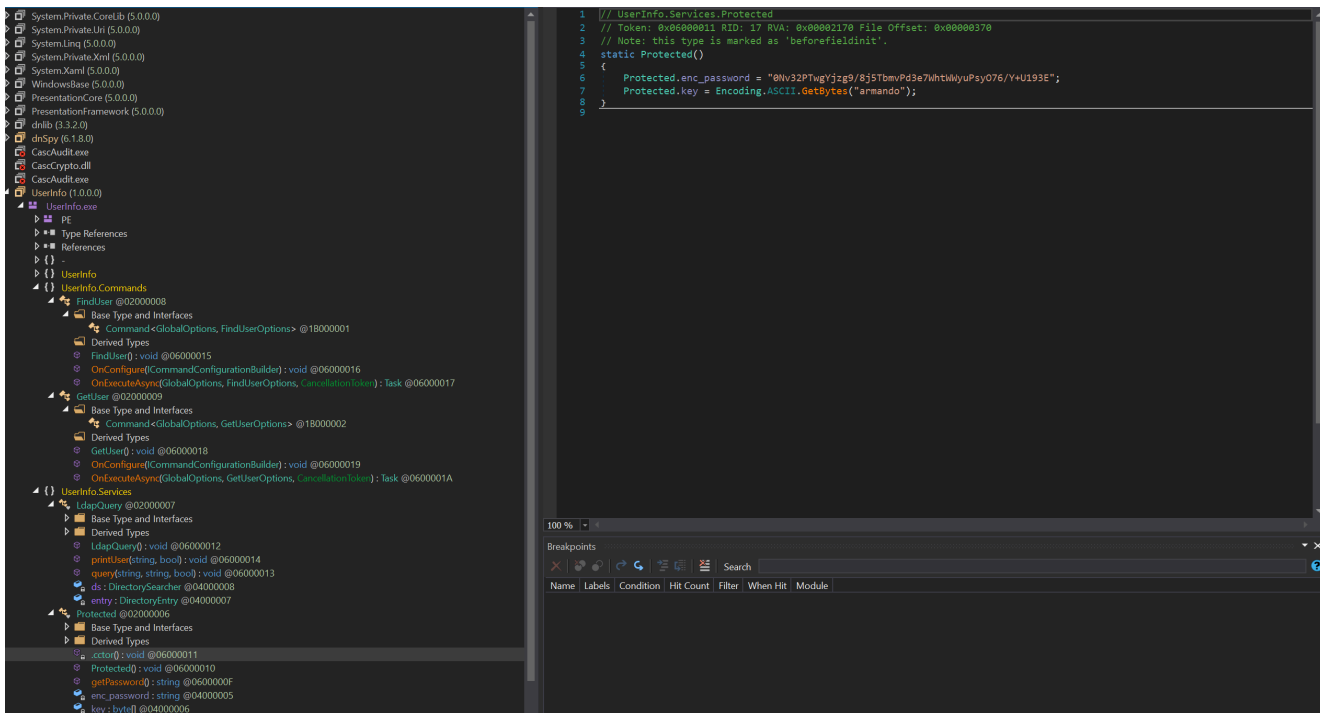 System.Private.CoreLib (5.0.0.0)
System.Private.Uri (5.0.0.0)
System.Linq (5.0.0.0)
System.Private.Xml (5.0.0.0)
System.Xaml (5.0.0.0)
WindowsBase (5.0.0.0)
PresentationCore (5.0.0.0)
PresentationFramework (5.0.0.0)
dnlib (3.3.2.0)
dnSpy (6.1.8.0)
CascAudit.exe
CascCrypto.dll
CascAudit.exe
UserInfo (1.0.0.0)
UserInfo.exe
PE
Type References
References
{ } -
{ } UserInfo
{ } UserInfo.Commands
FindUser @02000008
Base Type and Interfaces
Command<GlobalOptions, FindUserOptions> @1B000001
Derived Types
FindUser() : void @06000015
OnConfigure(ICommandConfigurationBuilder) : void @06000016
OnExecuteAsync(GlobalOptions, FindUserOptions, CancellationToken) : Task @06000017
GetUser @02000009
Base Type and Interfaces
Command<GlobalOptions, GetUserOptions> @1B000002
Derived Types
GetUser() : void @06000018
OnConfigure(ICommandConfigurationBuilder) : void @06000019
OnExecuteAsync(GlobalOptions, GetUserOptions, CancellationToken) : Task @0600001A
{ } UserInfo.Services
LdapQuery @02000007
Base Type and Interfaces
Derived Types
LdapQuery() : void @06000012
printUser(string, bool) : void @06000014
query(string, string, bool) : void @06000013
ds : DirectorySearcher @04000008
entry : DirectoryEntry @04000007
Protected @02000006
Base Type and Interfaces
Derived Types
.cctor() : void @06000011
Protected() : void @06000010
getPassword() : string @0600000F
enc_password : string @04000005
key : byte[] @04000006
1 // UserInfo.Services.Protected
2 // Token: 0x06000011 RID: 17 RVA: 0x00002170 File Offset: 0x00000370
3 // Note: this type is marked as 'beforefieldinit'.
4 static Protected()
5 {
6 Protected.enc_password = "0Nv32PTwgYjzg9/8j5TbmvPd3e7WhtWWyuPsyO76/Y+U193E";
7 Protected.key = Encoding.ASCII.GetBytes("armando");
8 }
9
100 %
Breakpoints
Search
Name Labels Condition Hit Count Filter When Hit Module